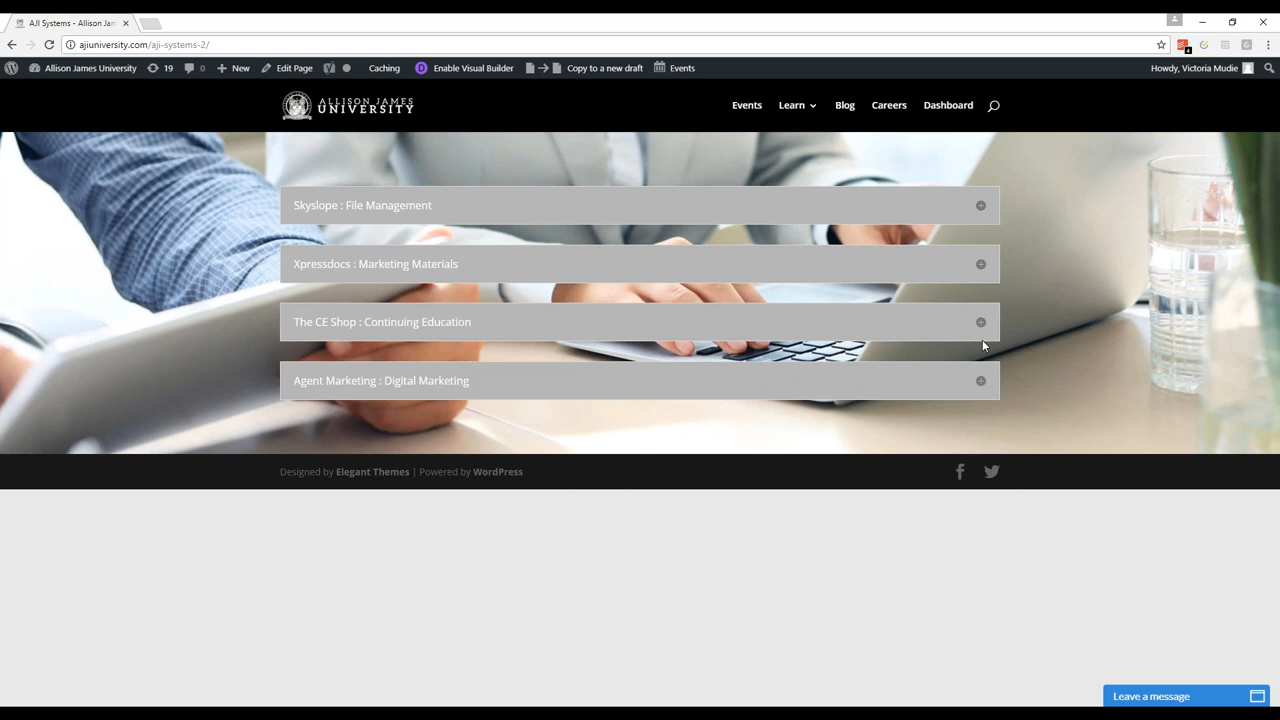 AJI Systems - Allison Jam
ajiuniversity.com/aji-systems-2/
4
Allison James University 19 0 New Edit Page Caching Enable Visual Builder Copy to a new draft Events Howdy, Victoria Mudie
ALLISON JAMES
UNIVERSITY
Events Learn Blog Careers Dashboard
Skyslope : File Management
Xpressdocs : Marketing Materials
The CE Shop : Continuing Education
Agent Marketing : Digital Marketing
Designed by Elegant Themes | Powered by WordPress
Leave a message